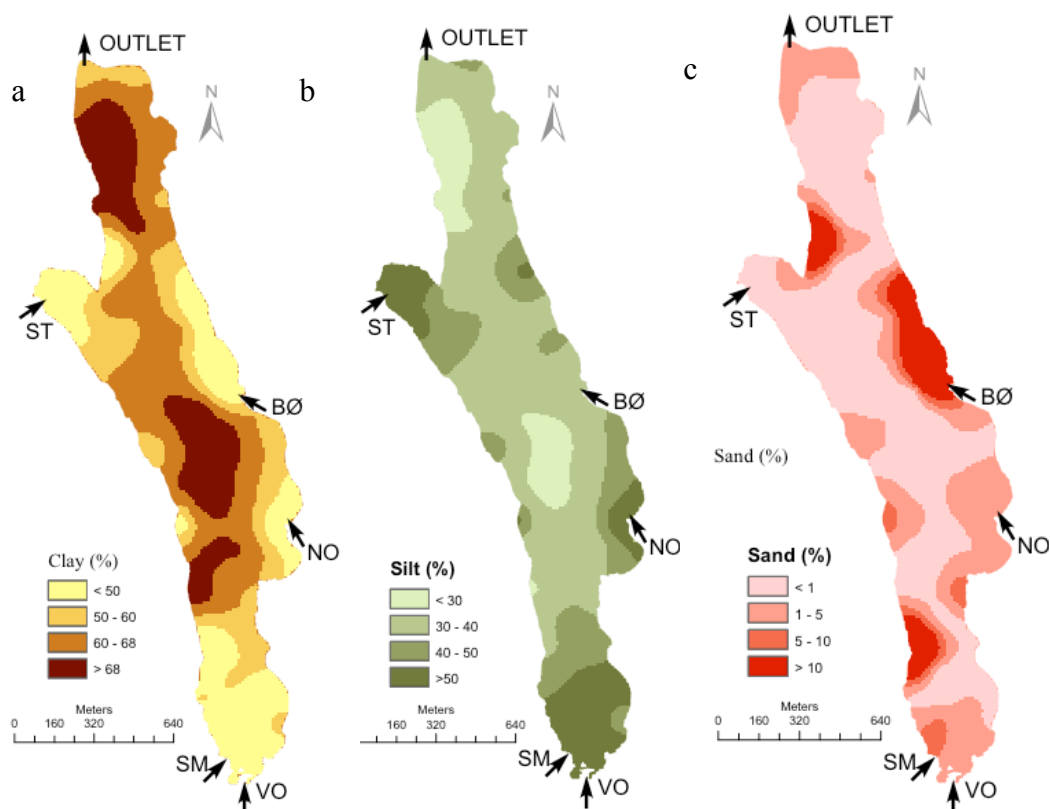 a
OUTLET
N
ST
BØ
NO
Clay (%)
< 50
50 - 60
60 - 68
> 68
Meters
0 160 320 640
SM
VO
b
OUTLET
N
ST
BØ
NO
Silt (%)
< 30
30 - 40
40 - 50
>50
Meters
160 320 640
SM
VO
c
OUTLET
N
ST
BØ
Sand (%)
NO
Sand (%)
< 1
1 - 5
5 - 10
> 10
Meters
0 160 320 640
SM
VO